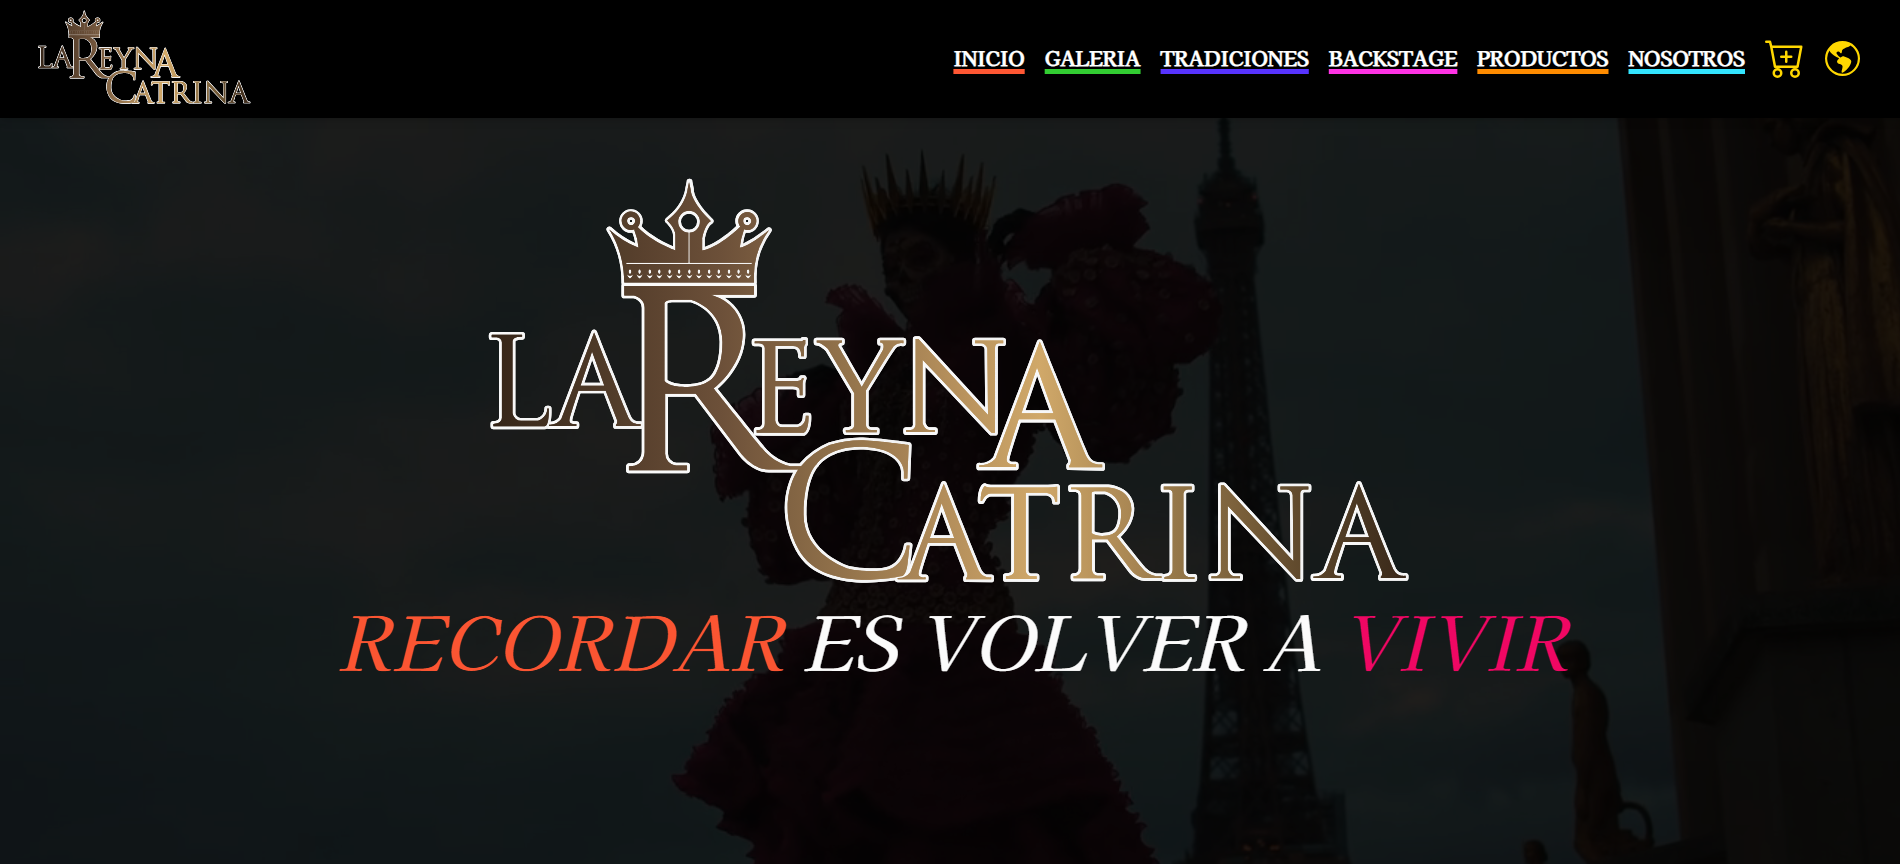 LA REYNA
CATRINA
INICIO GALERIA TRADICIONES BACKSTAGE PRODUCTOS NOSOTROS
LA REYNA
CATRINA
RECORDAR ES VOLVER A VIVIR